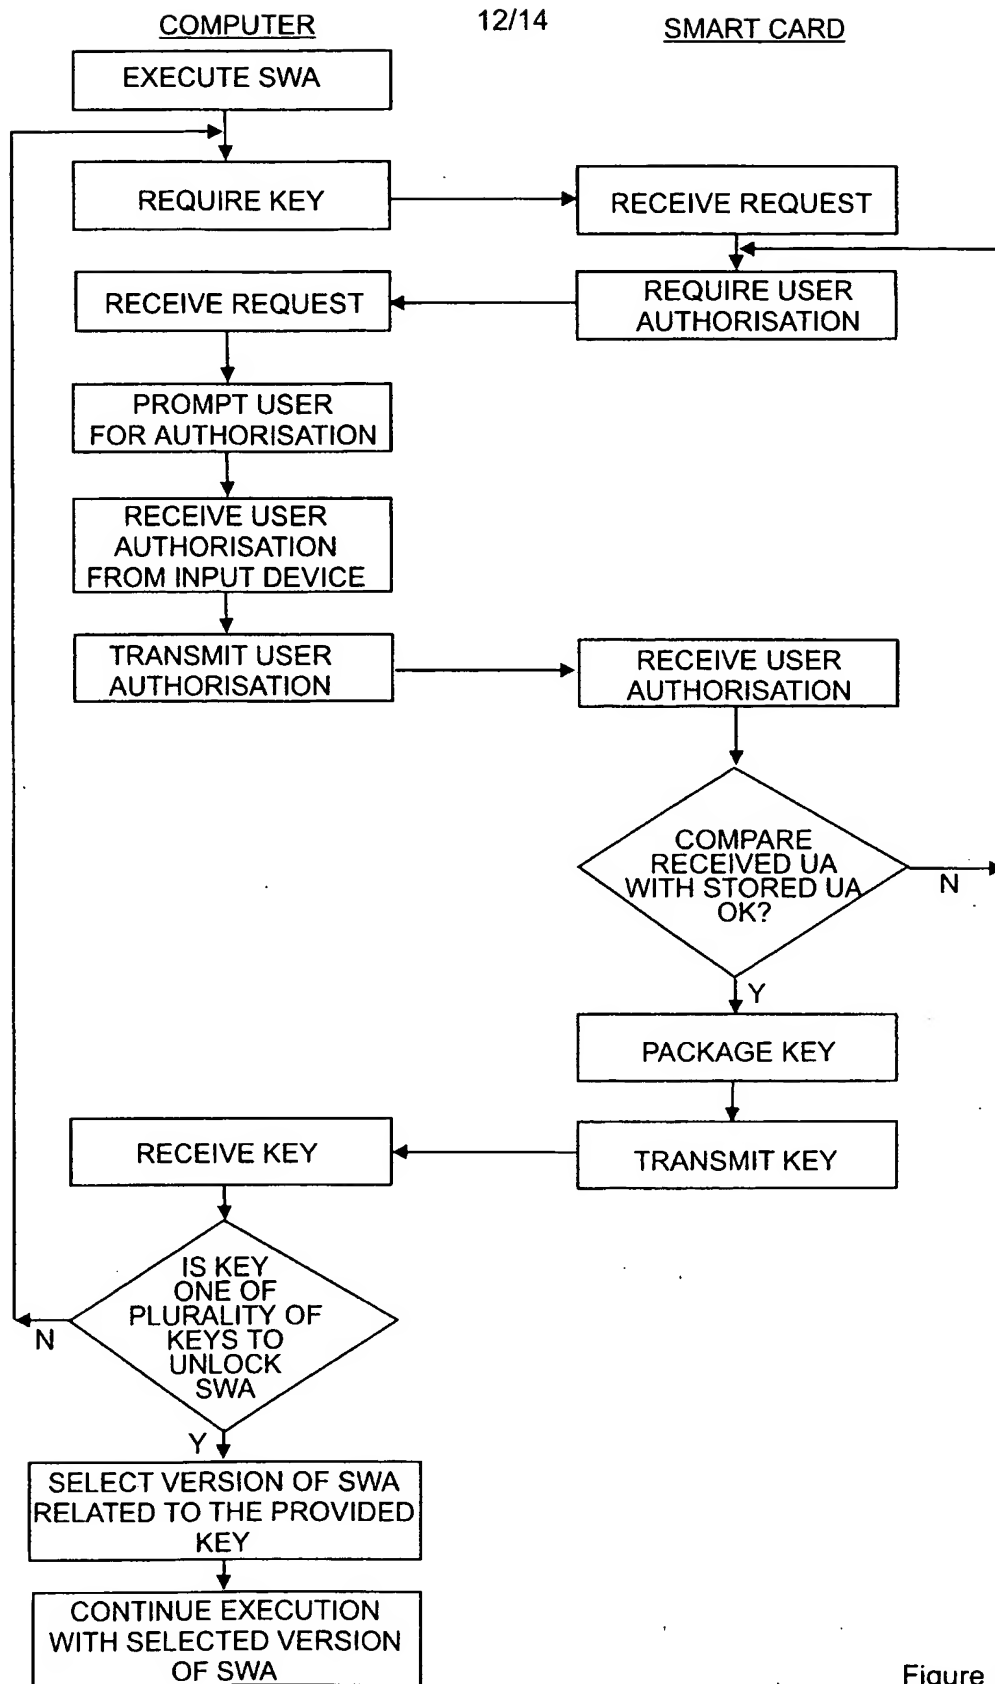 COMPUTER
12/14
SMART CARD
EXECUTE SWA
REQUIRE KEY
RECEIVE REQUEST
REQUIRE USER
AUTHORISATION
RECEIVE REQUEST
PROMPT USER
FOR AUTHORISATION
RECEIVE USER
AUTHORISATION
FROM INPUT DEVICE
TRANSMIT USER
AUTHORISATION
RECEIVE USER
AUTHORISATION
COMPARE
RECEIVED UA
WITH STORED UA
OK?
N
Y
PACKAGE KEY
TRANSMIT KEY
RECEIVE KEY
IS KEY
ONE OF
PLURALITY OF
KEYS TO
UNLOCK
SWA
N
Y
SELECT VERSION OF SWA
RELATED TO THE PROVIDED
KEY
CONTINUE EXECUTION
WITH SELECTED VERSION
OF SWA
Figure